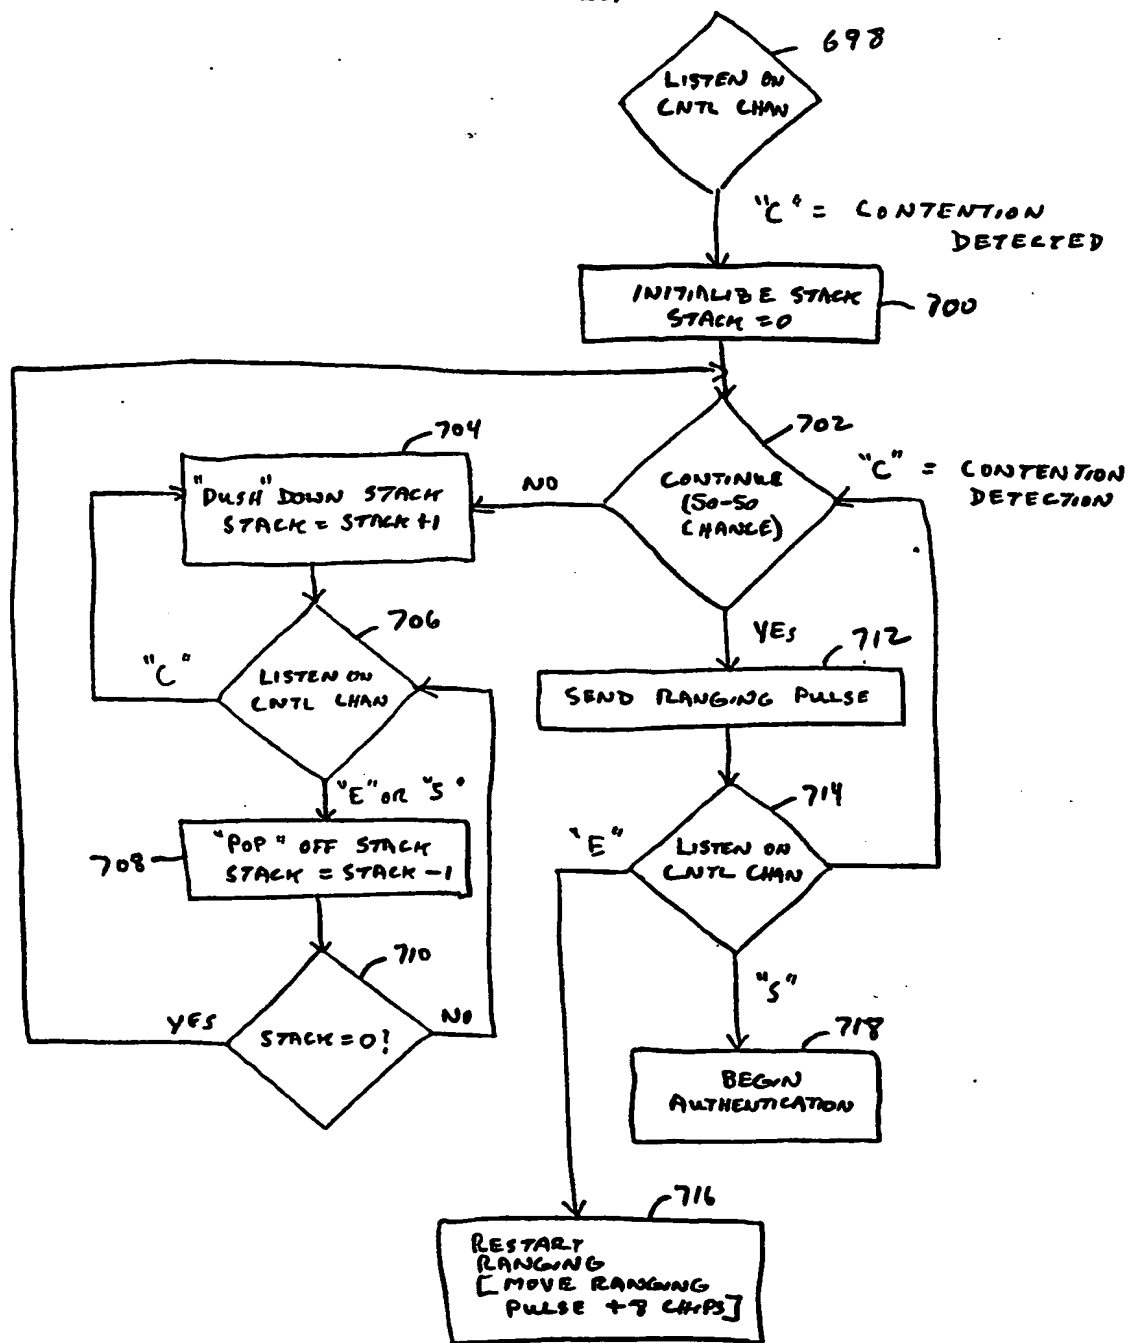 698
LISTEN ON
CNTL CHAN
"C" = CONTENTION
DETECTED
INITIALIZE STACK
STACK = 0
700
702
CONTINUE
(50-50
CHANCE)
"C" = CONTENTION
DETECTION
NO
704
"PUSH" DOWN STACK
STACK = STACK +1
706
LISTEN ON
CNTL CHAN
"C"
"E" OR "S"
YES
712
SEND RANGING PULSE
714
LISTEN ON
CNTL CHAN
"E"
708
"POP" OFF STACK
STACK = STACK -1
710
STACK = 0?
YES
NO
"S"
718
BEGIN
AUTHENTICATION
716
RESTART
RANGING
[MOVE RANGING
PULSE +8 CHIPS]